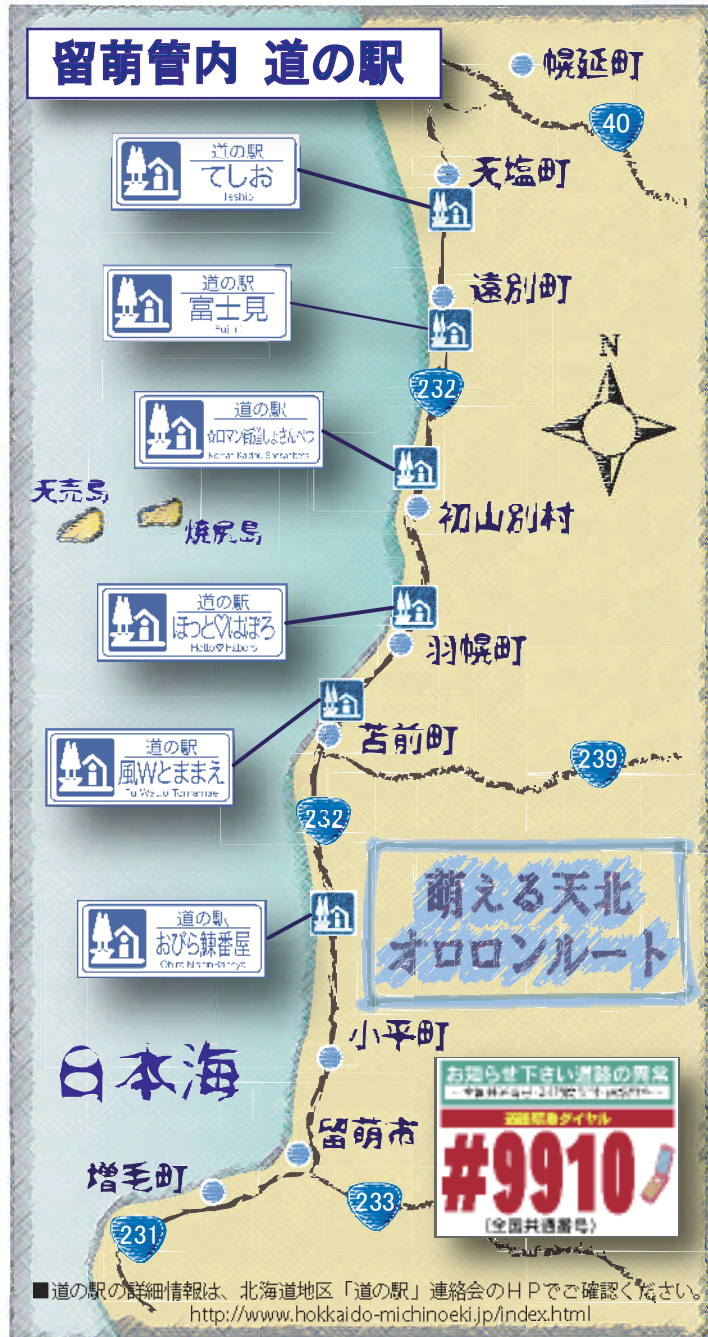 留萌管内 道の駅
幌延町
40
道の駅
てしお
Teshio
天塩町
道の駅
富士見
Fujimi
遠別町
N
232
道の駅
☆ロマン街道しょさんべつ
天売島
焼尻島
初山別村
道の駅
ほっと♡はぼろ
羽幌町
道の駅
風Wとままえ
苫前町
239
232
萌える天北
オロロンルート
道の駅
おびら鰊番屋
日本海
小平町
お知らせ下さい道路の異常
道路緊急ダイヤル
#9910
(全国共通番号)
留萌市
増毛町
233
231
■道の駅の詳細情報は、北海道地区「道の駅」連絡会のHPでご確認ください。
http://www.hokkaido-michinoeki.jp/index.html